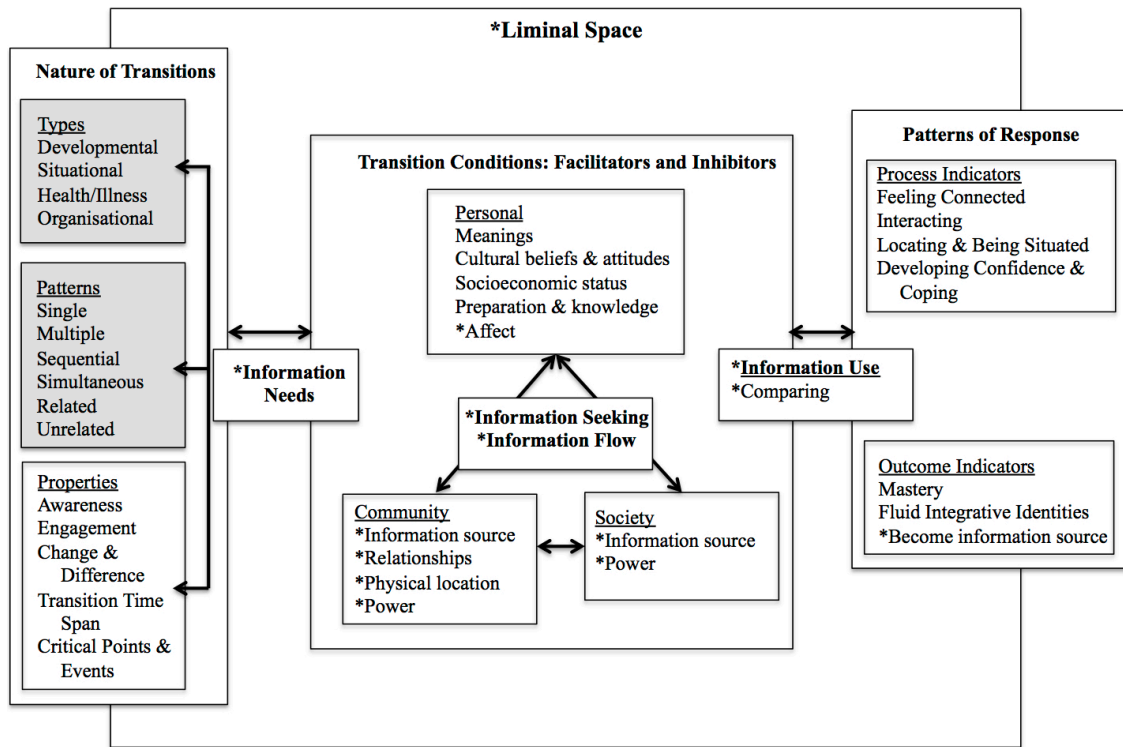 *Liminal Space
Nature of Transitions
Types
Developmental
Situational
Health/Illness
Organisational
Patterns
Single
Multiple
Sequential
Simultaneous
Related
Unrelated
Properties
Awareness
Engagement
Change &
Difference
Transition Time
Span
Critical Points &
Events
*Information
Needs
Transition Conditions: Facilitators and Inhibitors
Personal
Meanings
Cultural beliefs & attitudes
Socioeconomic status
Preparation & knowledge
*Affect
*Information Seeking
*Information Flow
Community
*Information source
*Relationships
*Physical location
*Power
Society
*Information source
*Power
*Information Use
*Comparing
Patterns of Response
Process Indicators
Feeling Connected
Interacting
Locating & Being Situated
Developing Confidence &
Coping
Outcome Indicators
Mastery
Fluid Integrative Identities
*Become information source